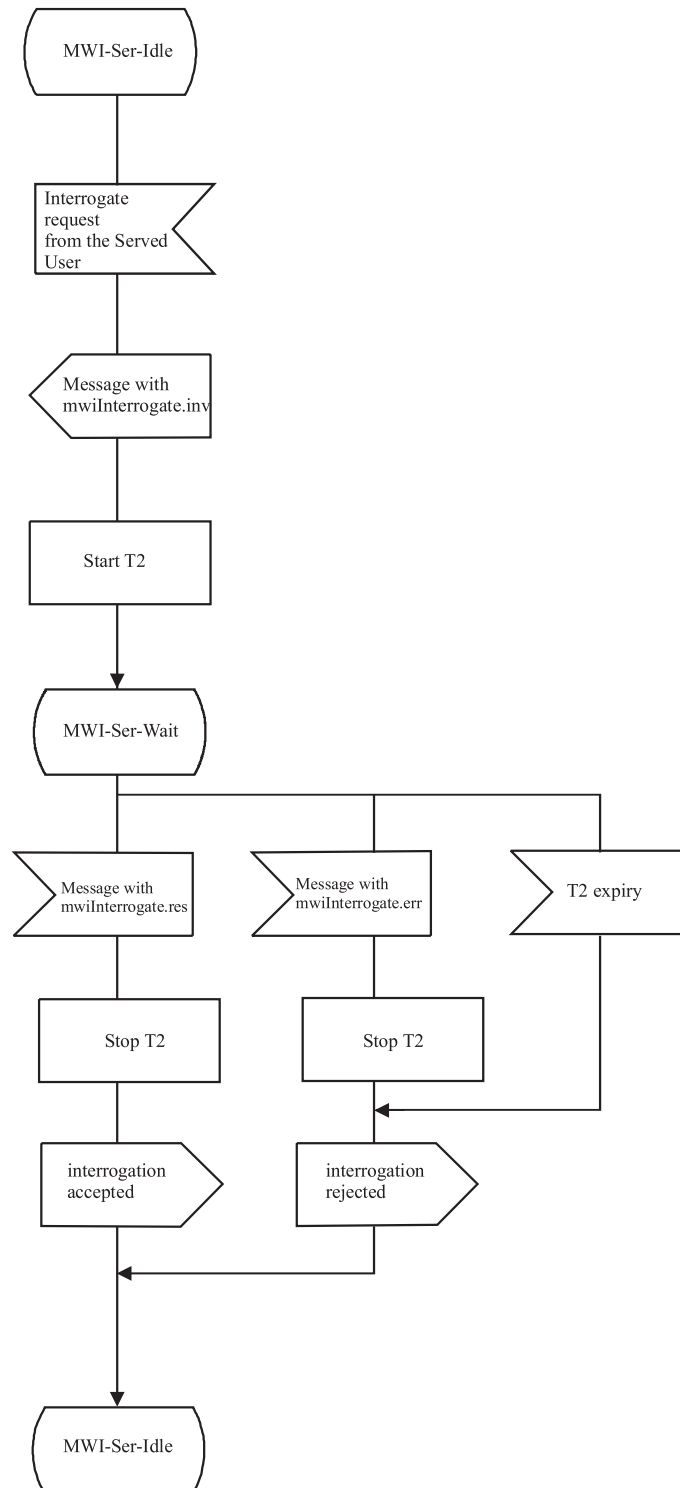 MWI-Ser-Idle
Interrogate
request
from the Served
User
Message with
mwiInterrogate.inv
Start T2
MWI-Ser-Wait
Message with
mwiInterrogate.res
Message with
mwiInterrogate.err
T2 expiry
Stop T2
Stop T2
interrogation
accepted
interrogation
rejected
MWI-Ser-Idle